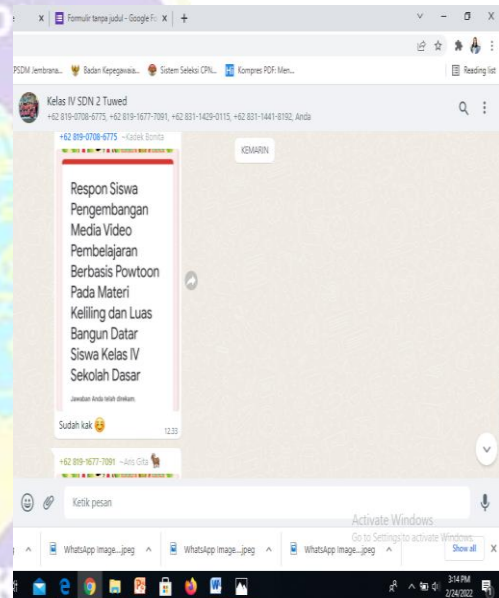 Formulir tanpa judul - Google Fo
PSDM Jembrana...
Badan Kepegawaia...
Sistem Seleksi CPN...
Kompres PDF: Men...
Reading list
Kelas IV SDN 2 Tuwed
+62 819-0708-6775, +62 819-1677-7091, +62 831-1429-0115, +62 831-1441-8192, Anda
+62 819-0708-6775 ~Kadek Bonita
KEMARIN
Respon Siswa
Pengembangan
Media Video
Pembelajaran
Berbasis Powtoon
Pada Materi
Keliling dan Luas
Bangun Datar
Siswa Kelas IV
Sekolah Dasar
Jawaban Anda telah direkam.
Sudah kak
12.33
+62 819-1677-7091 ~Aris Gita
Ketik pesan
Activate Windows
Go to Settings to activate Windows.
WhatsApp Image....jpeg
WhatsApp Image....jpeg
WhatsApp Image....jpeg
Show all
3:14 PM
2/24/2022